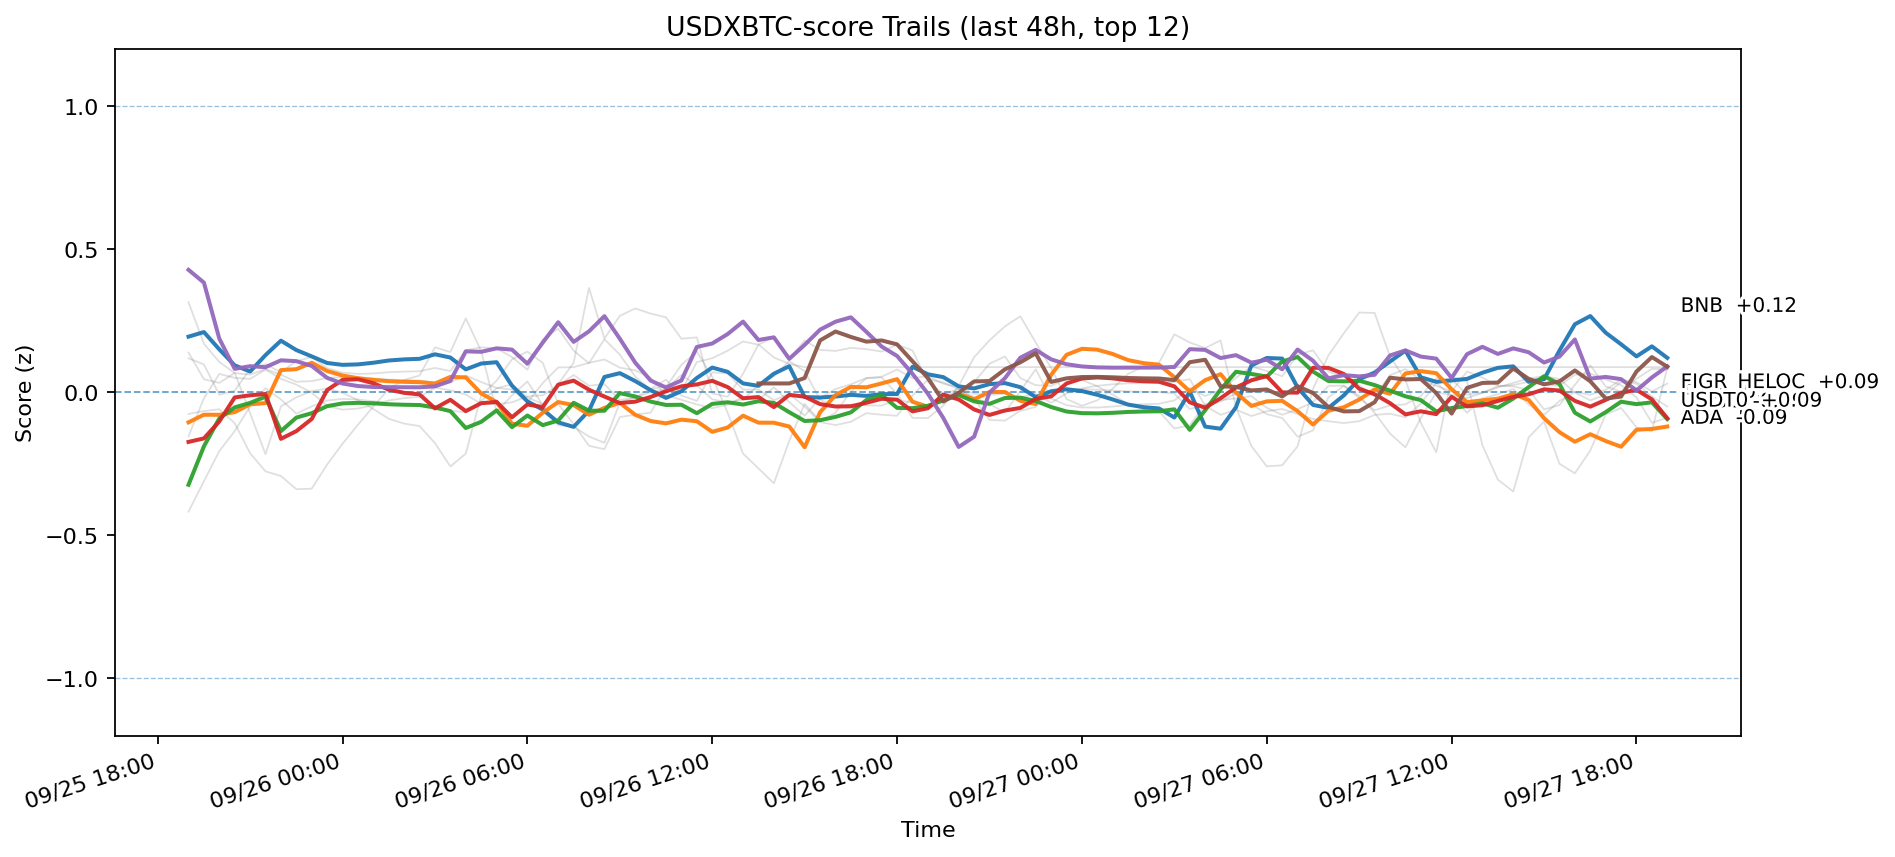 USDXBTC-score Trails (last 48h, top 12)
Score (z)
1.0
0.5
0.0
−0.5
−1.0
BNB +0.12
FIGR_HELOC +0.09
USDT0 +0.09
ADA -0.09
09/25 18:00
09/26 00:00
09/26 06:00
09/26 12:00
09/26 18:00
09/27 00:00
09/27 06:00
09/27 12:00
09/27 18:00
Time